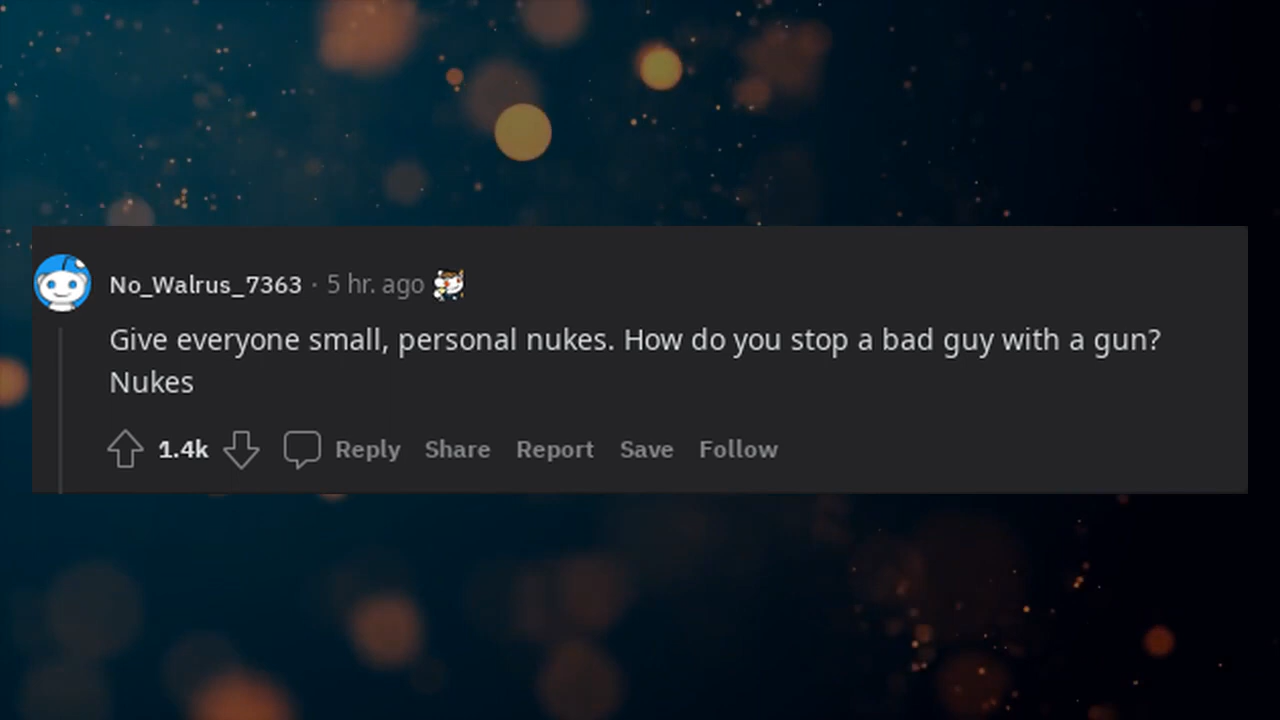 No_Walrus_7363 · 5 hr. ago
Give everyone small, personal nukes. How do you stop a bad guy with a gun?
Nukes
1.4k Reply Share Report Save Follow